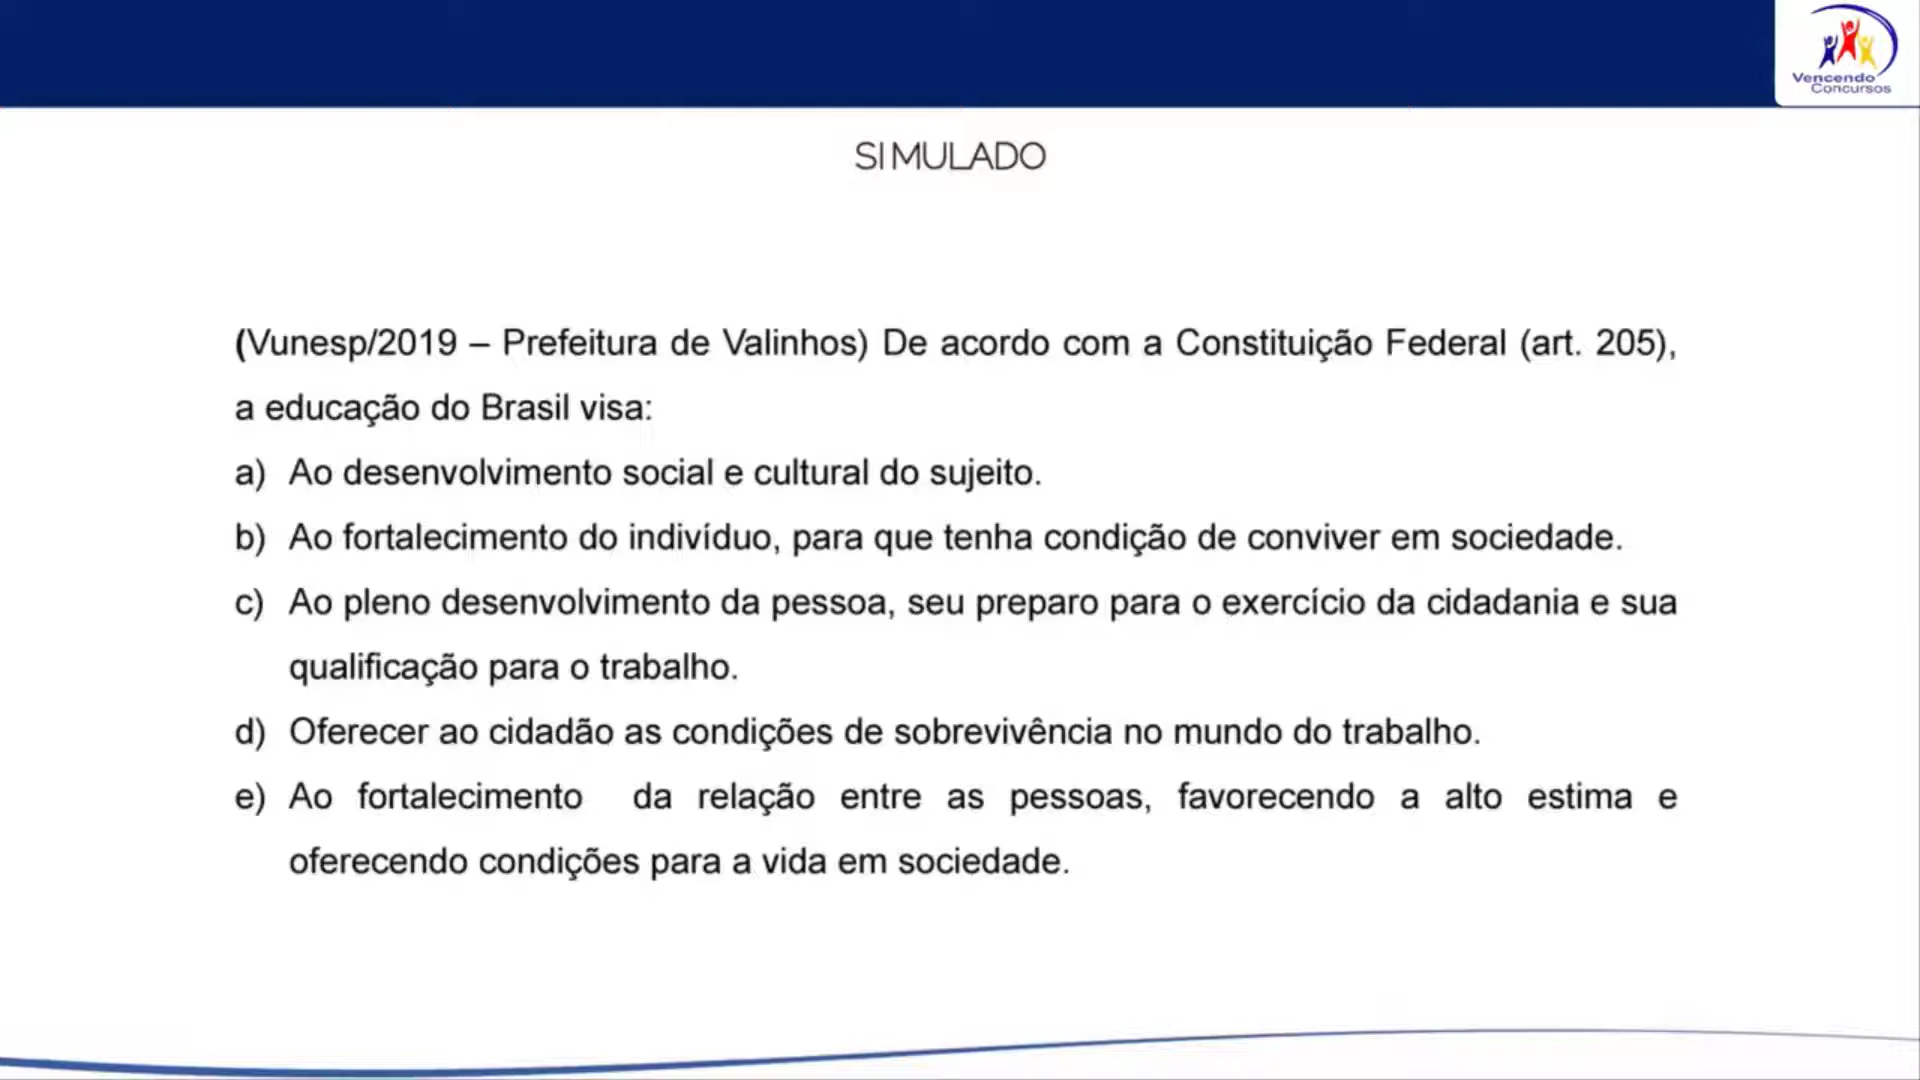 Vencendo
Concursos
SIMULADO
(Vunesp/2019 – Prefeitura de Valinhos) De acordo com a Constituição Federal (art. 205),
a educação do Brasil visa:
a) Ao desenvolvimento social e cultural do sujeito.
b) Ao fortalecimento do indivíduo, para que tenha condição de conviver em sociedade.
c) Ao pleno desenvolvimento da pessoa, seu preparo para o exercício da cidadania e sua
qualificação para o trabalho.
d) Oferecer ao cidadão as condições de sobrevivência no mundo do trabalho.
e) Ao fortalecimento da relação entre as pessoas, favorecendo a alto estima e
oferecendo condições para a vida em sociedade.